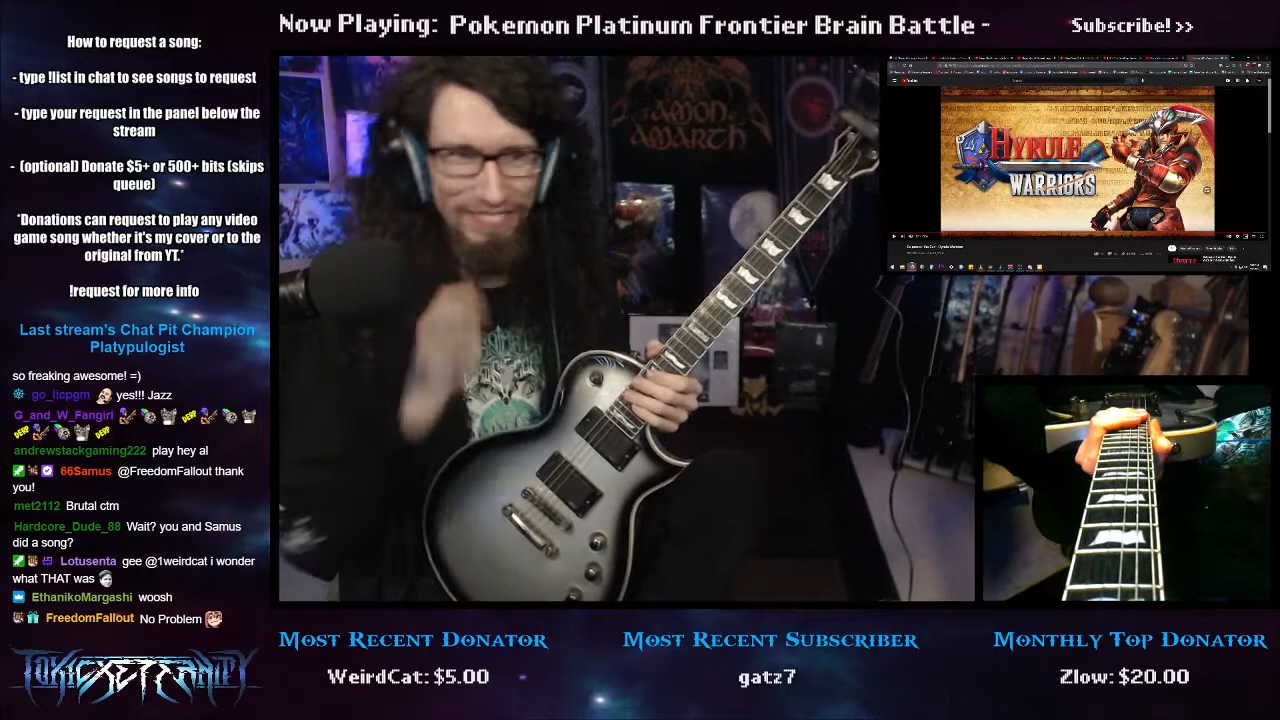 Now Playing: Pokemon Platinum Frontier Brain Battle -
Subscribe! >>
How to request a song:
- type !list in chat to see songs to request
- type your request in the panel below the
stream
- (optional) Donate $5+ or 500+ bits (skips
queue)
*Donations can request to play any video
game song whether it's my cover or to the
original from YT.*
!request for more info
Last stream's Chat Pit Champion
Platypulogist
so freaking awesome! =)
go_licpgm yes!!! Jazz
G_and_W_Fangirl
andrewstackgaming222 play hey al
66Samus @FreedomFallout thank
you!
met2112 Brutal ctm
Hardcore_Dude_88 Wait? you and Samus
did a song?
Lotusenta gee @1weirdcat i wonder
what THAT was
EthanikoMargashi woosh
FreedomFallout No Problem
TOXICXETERNITY
AMON
AMARTH
HYRULE
WARRIORS
Most Recent Donator
WeirdCat: $5.00
Most Recent Subscriber
gatz7
Monthly Top Donator
Zlow: $20.00